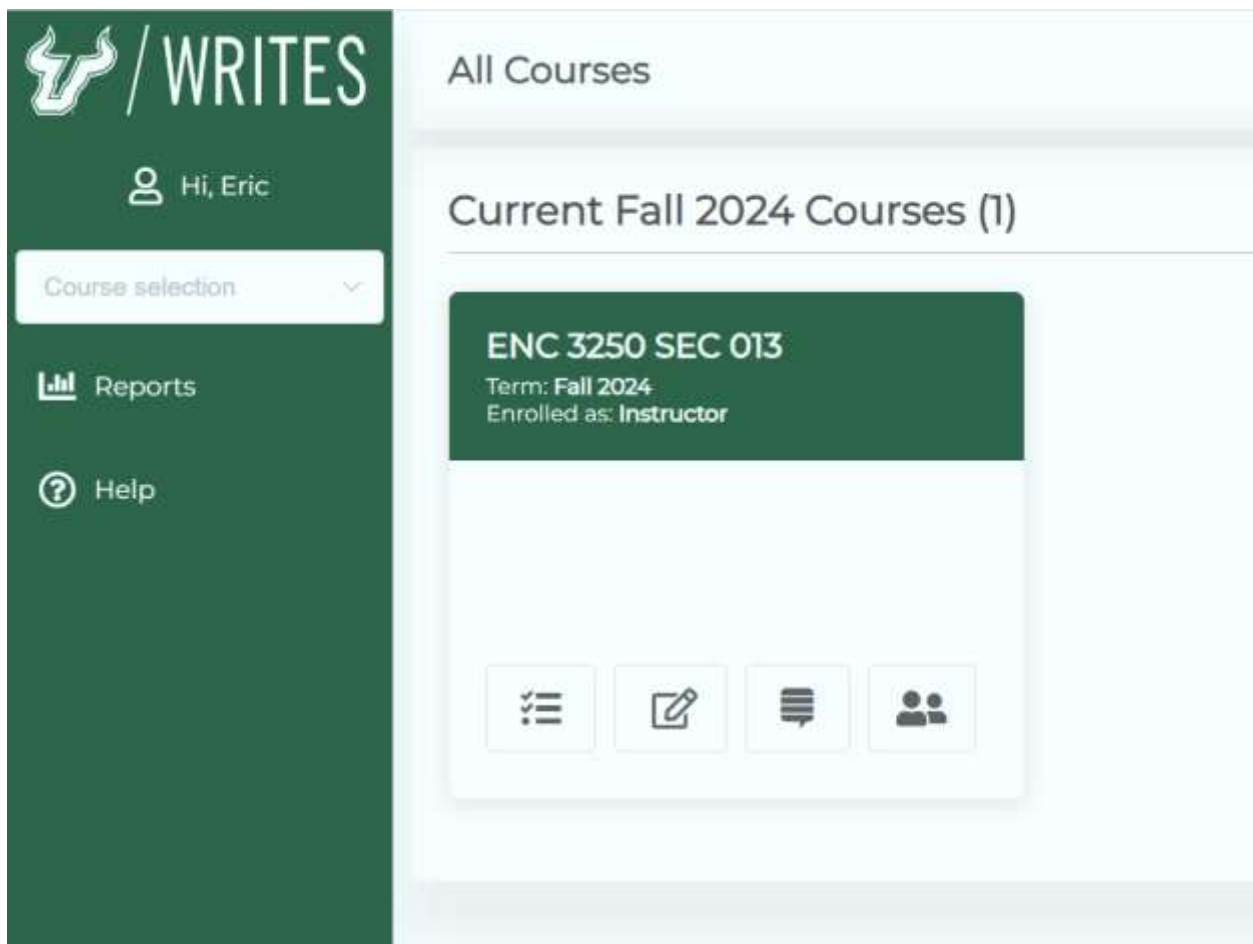 / WRITES
Hi, Eric
Course selection
Reports
Help
All Courses
Current Fall 2024 Courses (1)
ENC 3250 SEC 013
Term: Fall 2024
Enrolled as: Instructor